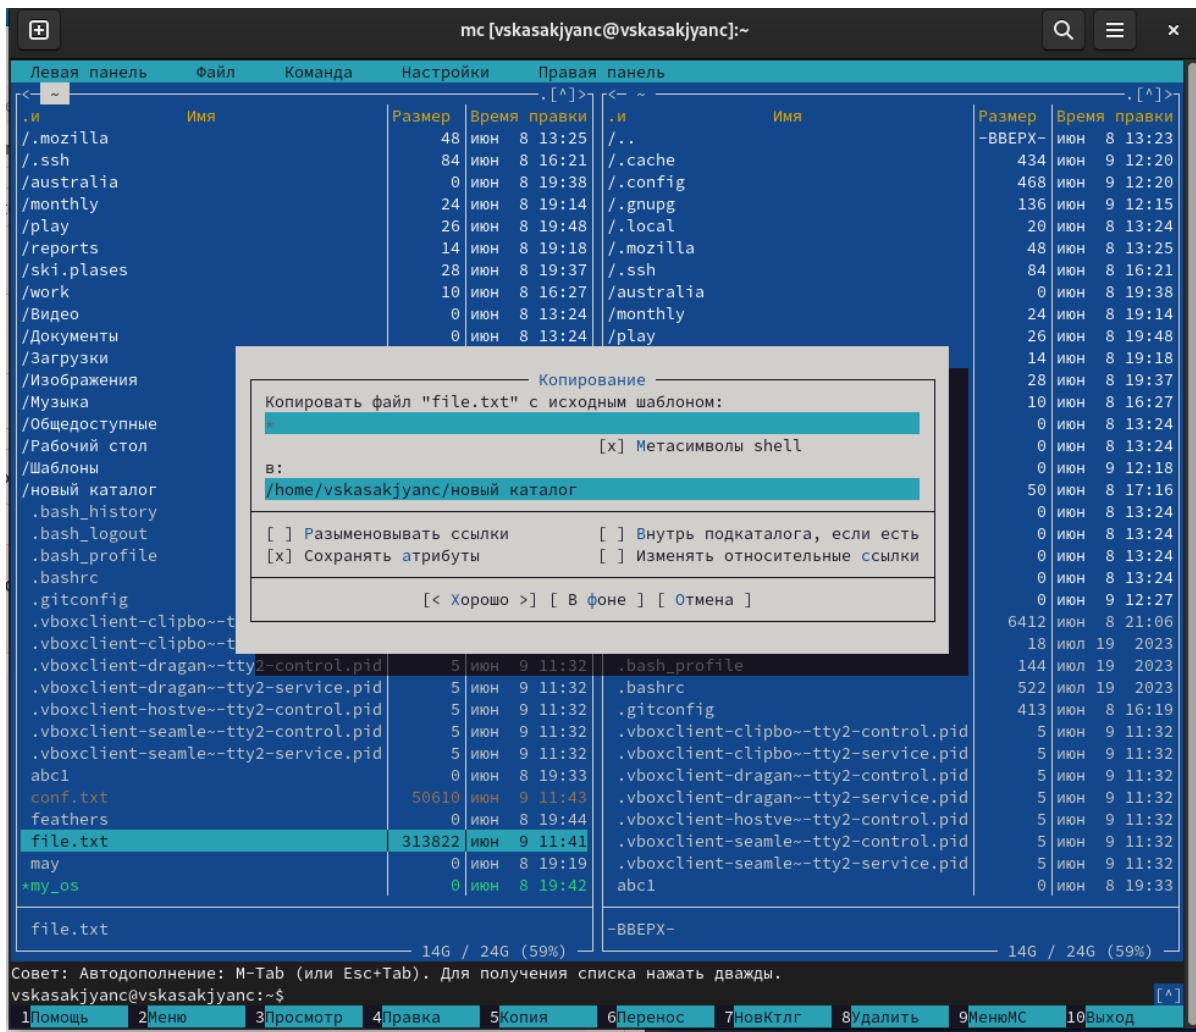 mc [vskasakjyanc@vskasakjyanc]:~
Левая панель Файл Команда Настройки Правая панель
<─ ~ ─.[^]>┐ ┌<─ ~ ─.[^]>┐
.и Имя Размер Время правки .и Имя Размер Время правки
/.mozilla 48 июн 8 13:25 /.. -ВВЕРХ- июн 8 13:23
/.ssh 84 июн 8 16:21 /.cache 434 июн 9 12:20
/australia 0 июн 8 19:38 /.config 468 июн 9 12:20
/monthly 24 июн 8 19:14 /.gnupg 136 июн 9 12:15
/play 26 июн 8 19:48 /.local 20 июн 8 13:24
/reports 14 июн 8 19:18 /.mozilla 48 июн 8 13:25
/ski.plases 28 июн 8 19:37 /.ssh 84 июн 8 16:21
/work 10 июн 8 16:27 /australia 0 июн 8 19:38
/Видео 0 июн 8 13:24 /monthly 24 июн 8 19:14
/Документы 0 июн 8 13:24 /play 26 июн 8 19:48
/Загрузки 14 июн 8 19:18
/Изображения Копирование 28 июн 8 19:37
/Музыка Копировать файл "file.txt" с исходным шаблоном: 10 июн 8 16:27
/Общедоступные * 0 июн 8 13:24
/Рабочий стол [x] Метасимволы shell 0 июн 8 13:24
/Шаблоны в: 0 июн 9 12:18
/новый каталог /home/vskasakjyanc/новый каталог 50 июн 8 17:16
.bash_history 0 июн 8 13:24
.bash_logout [ ] Разыменовывать ссылки [ ] Внутрь подкаталога, если есть 0 июн 8 13:24
.bash_profile [x] Сохранять атрибуты [ ] Изменять относительные ссылки 0 июн 8 13:24
.bashrc 0 июн 8 13:24
.gitconfig [< Хорошо >] [ В фоне ] [ Отмена ] 0 июн 9 12:27
.vboxclient-clipbo~-t 6412 июн 8 21:06
.vboxclient-clipbo~-t 18 июл 19 2023
.vboxclient-dragan~-tty2-control.pid 5 июн 9 11:32 .bash_profile 144 июл 19 2023
.vboxclient-dragan~-tty2-service.pid 5 июн 9 11:32 .bashrc 522 июл 19 2023
.vboxclient-hostve~-tty2-control.pid 5 июн 9 11:32 .gitconfig 413 июн 8 16:19
.vboxclient-seamle~-tty2-control.pid 5 июн 9 11:32 .vboxclient-clipbo~-tty2-control.pid 5 июн 9 11:32
.vboxclient-seamle~-tty2-service.pid 5 июн 9 11:32 .vboxclient-clipbo~-tty2-service.pid 5 июн 9 11:32
abc1 0 июн 8 19:33 .vboxclient-dragan~-tty2-control.pid 5 июн 9 11:32
conf.txt 50610 июн 9 11:43 .vboxclient-dragan~-tty2-service.pid 5 июн 9 11:32
feathers 0 июн 8 19:44 .vboxclient-hostve~-tty2-control.pid 5 июн 9 11:32
file.txt 313822 июн 9 11:41 .vboxclient-seamle~-tty2-control.pid 5 июн 9 11:32
may 0 июн 8 19:19 .vboxclient-seamle~-tty2-service.pid 5 июн 9 11:32
*my_os 0 июн 8 19:42 abc1 0 июн 8 19:33
file.txt -ВВЕРХ-
14G / 24G (59%) 14G / 24G (59%)
Совет: Автодополнение: M-Tab (или Esc+Tab). Для получения списка нажать дважды.
vskasakjyanc@vskasakjyanc:~$ [^]
1Помощь 2Меню 3Просмотр 4Правка 5Копия 6Перенос 7НовКтлг 8Удалить 9МенюMC 10Выход